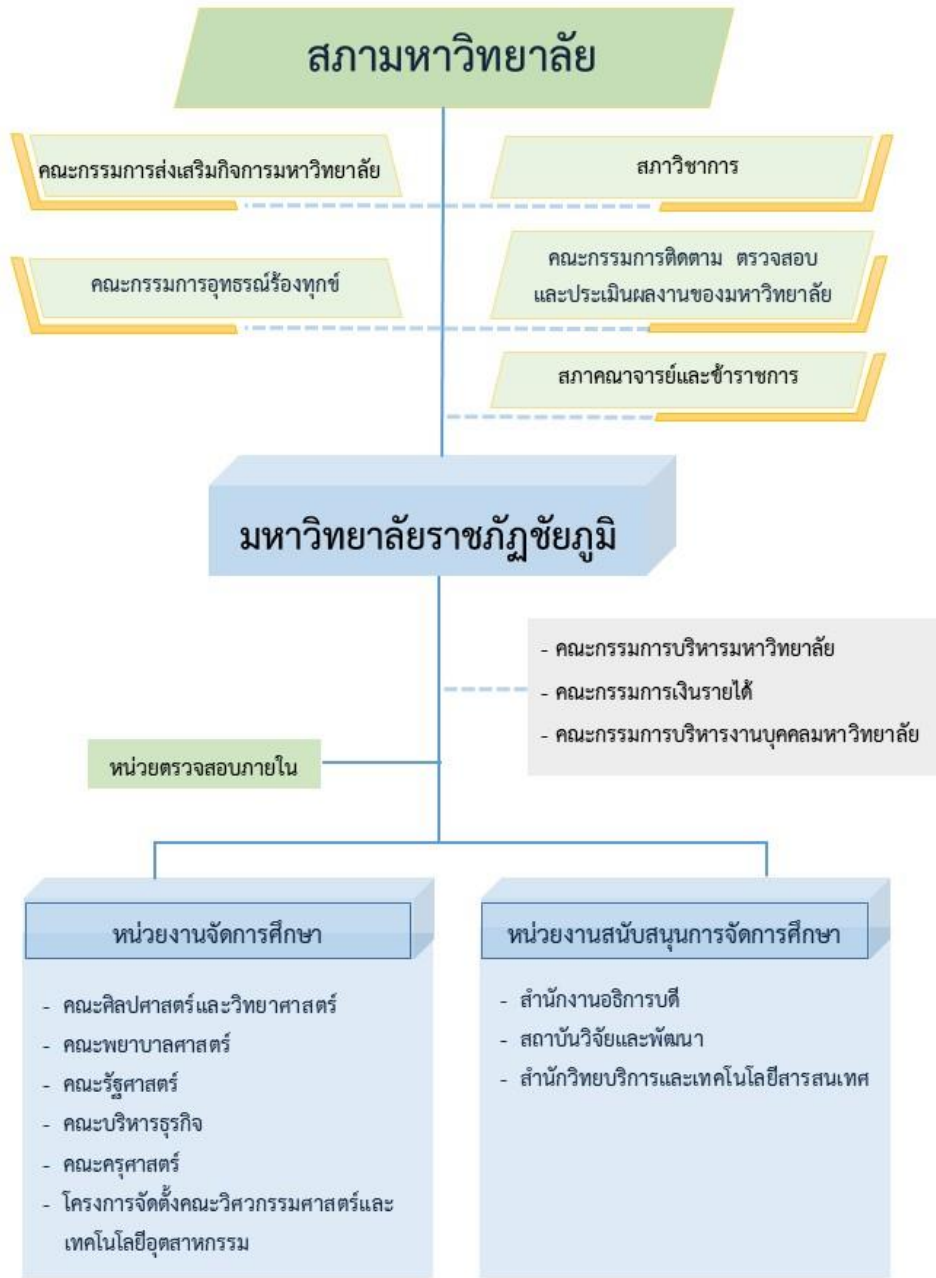 สภามหาวิทยาลัย
คณะกรรมการส่งเสริมกิจการมหาวิทยาลัย
สภาวิชาการ
คณะกรรมการอุทธรณ์ร้องทุกข์
คณะกรรมการติดตาม ตรวจสอบ
และประเมินผลงานของมหาวิทยาลัย
สภาคณาจารย์และข้าราชการ
มหาวิทยาลัยราชภัฏชัยภูมิ
- คณะกรรมการบริหารมหาวิทยาลัย
- คณะกรรมการเงินรายได้
- คณะกรรมการบริหารงานบุคคลมหาวิทยาลัย
หน่วยตรวจสอบภายใน
หน่วยงานจัดการศึกษา
- คณะศิลปศาสตร์และวิทยาศาสตร์
- คณะพยาบาลศาสตร์
- คณะรัฐศาสตร์
- คณะบริหารธุรกิจ
- คณะครุศาสตร์
- โครงการจัดตั้งคณะวิศวกรรมศาสตร์และ
เทคโนโลยีอุตสาหกรรม
หน่วยงานสนับสนุนการจัดการศึกษา
- สำนักงานอธิการบดี
- สถาบันวิจัยและพัฒนา
- สำนักวิทยบริการและเทคโนโลยีสารสนเทศ